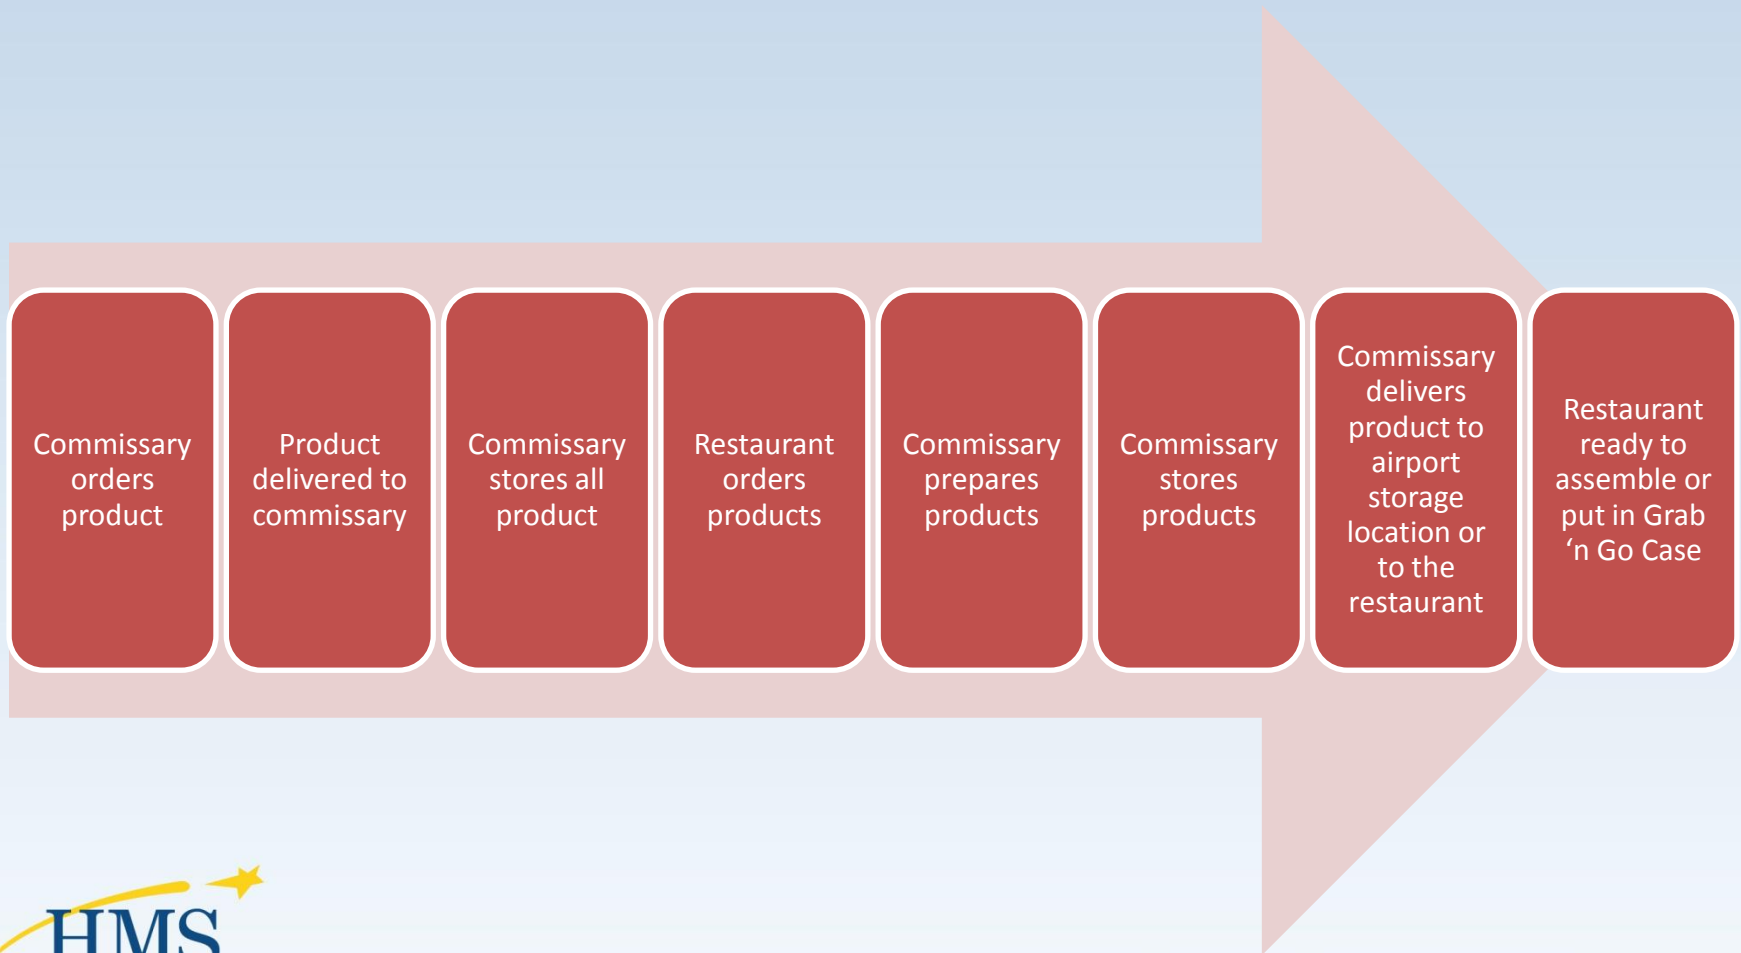 Commissary
orders
product
Product
delivered to
commissary
Commissary
stores all
product
Restaurant
orders
products
Commissary
prepares
products
Commissary
stores
products
Commissary
delivers
product to
airport
storage
location or
to the
restaurant
Restaurant
ready to
assemble or
put in Grab
‘n Go Case
HMS